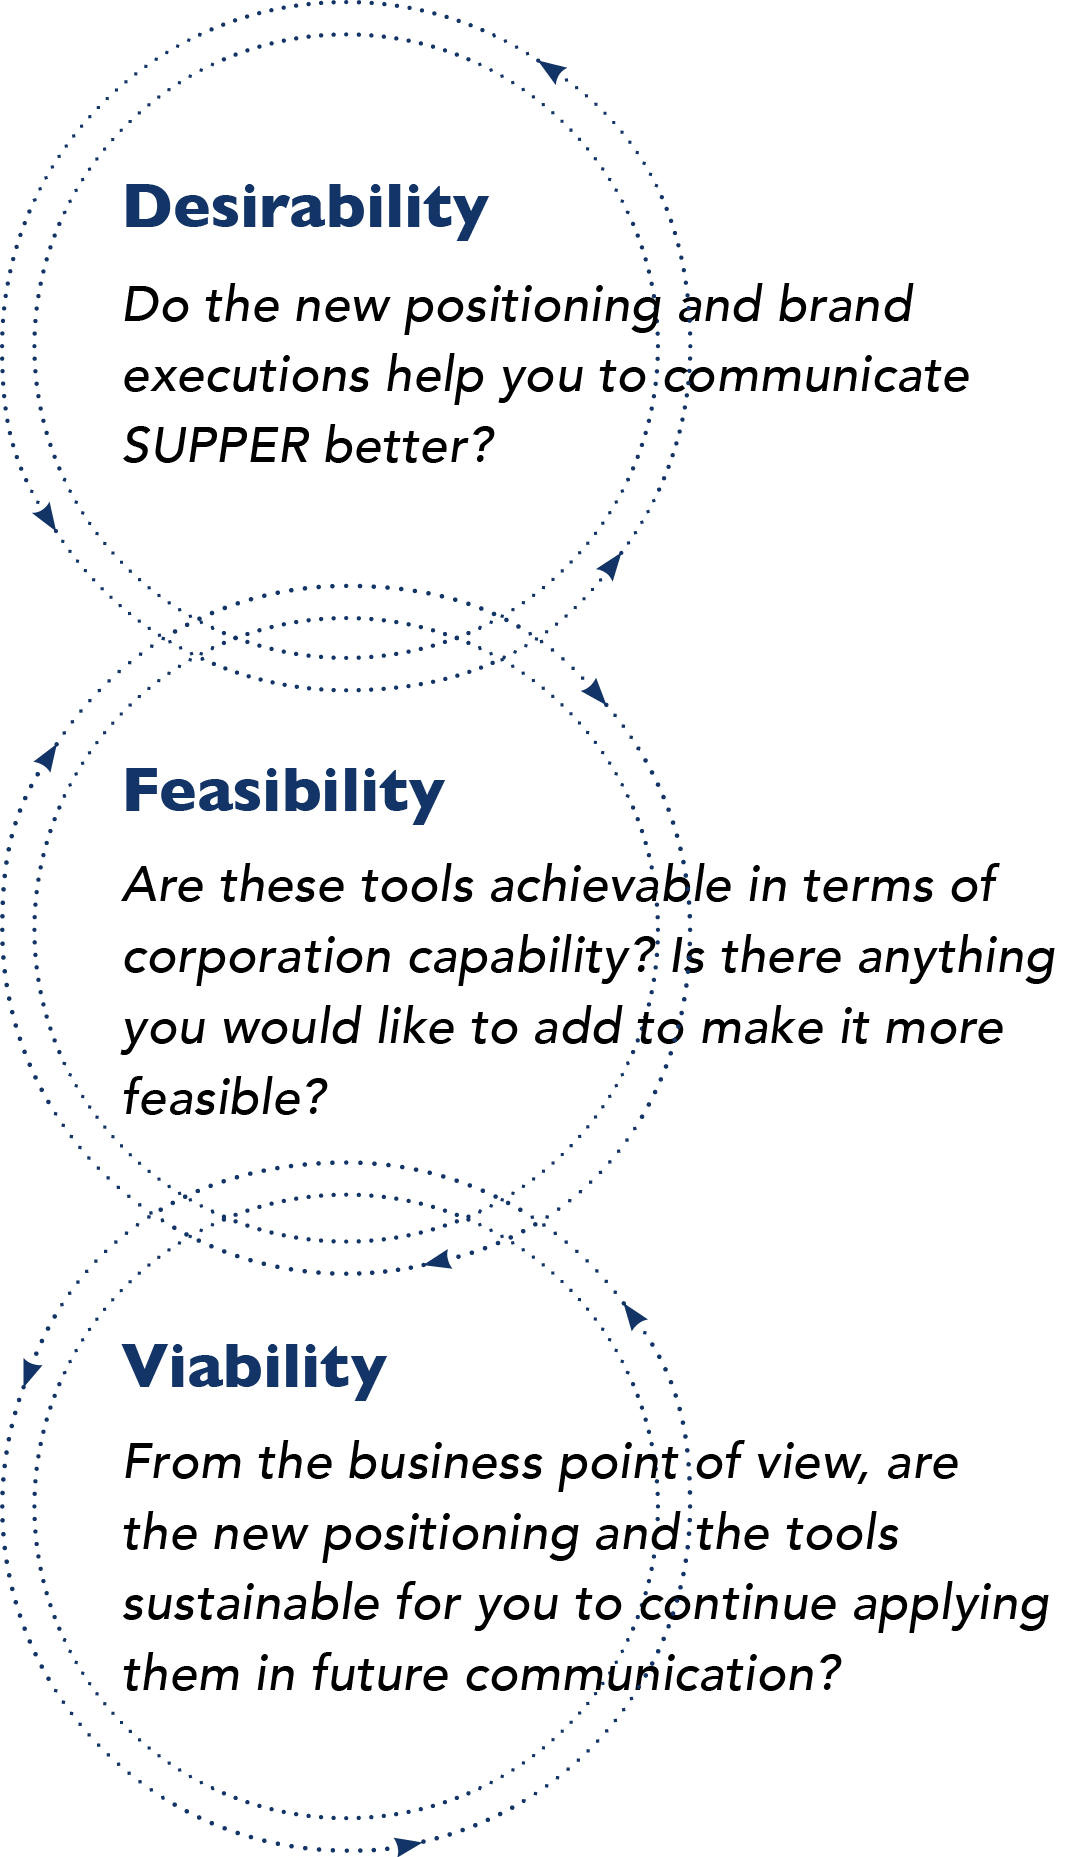 Desirability
Do the new positioning and brand
executions help you to communicate
SUPPER better?
Feasibility
Are these tools achievable in terms of
corporation capability? Is there anything
you would like to add to make it more
feasible?
Viability
From the business point of view, are
the new positioning and the tools
sustainable for you to continue applying
them in future communication?